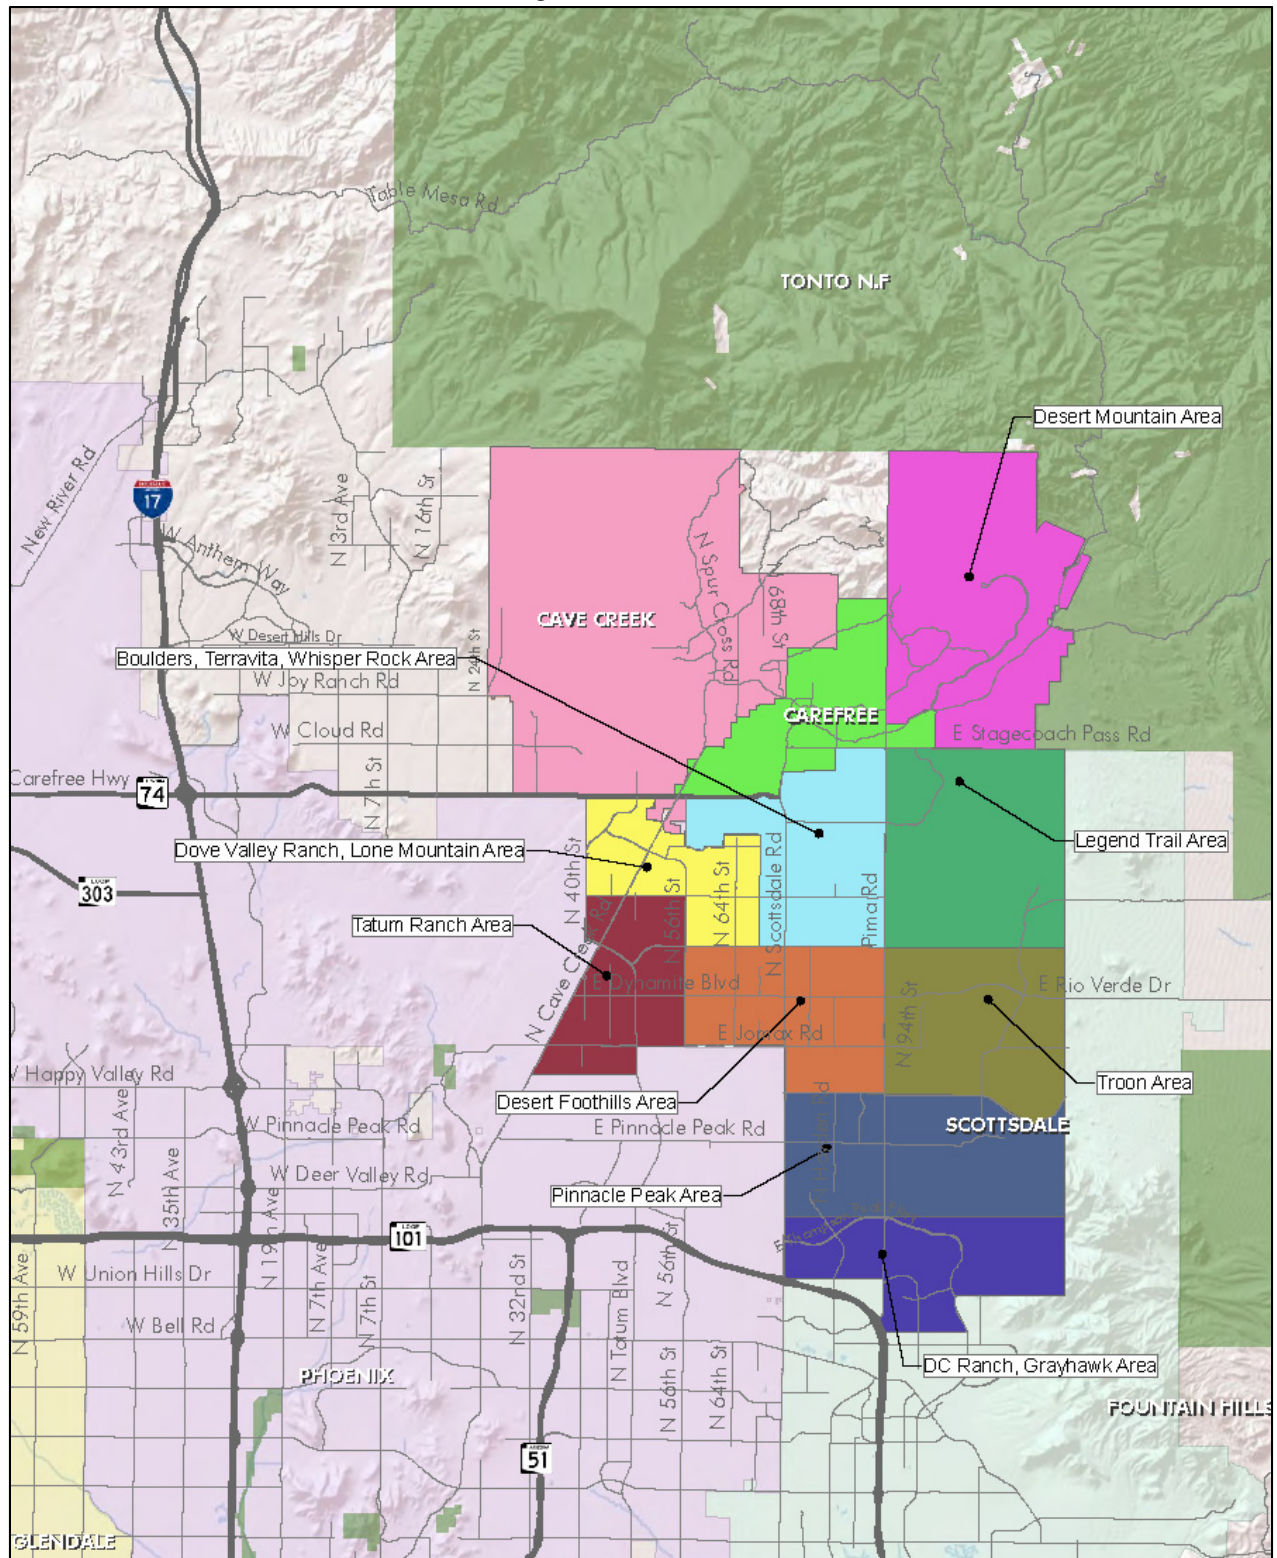 Table Mesa Rd
TONTO N.F
Desert Mountain Area
New River Rd
17
N 3rd Ave
N 16th St
W Anthem Way
N Spur Cross Rd
N 68th St
CAVE CREEK
W Desert Hills Dr
N 24th St
Boulders, Terravita, Whisper Rock Area
W Joy Ranch Rd
CAREFREE
W Cloud Rd
E Stagecoach Pass Rd
Carefree Hwy
74
N 7th St
Legend Trail Area
Dove Valley Ranch, Lone Mountain Area
LOOP
303
N 40th St
N 56th St
N 64th St
N Scottsdale Rd
Pima Rd
Tatum Ranch Area
N Cave Creek Rd
E Dynamite Blvd
E Rio Verde Dr
E Jomax Rd
N 94th St
W Happy Valley Rd
Troon Area
Desert Foothills Area
N 43rd Ave
W Pinnacle Peak Rd
E Pinnacle Peak Rd
SCOTTSDALE
N 35th Ave
W Deer Valley Rd
Pinnacle Peak Area
N 19th Ave
LOOP
101
N 59th Ave
W Union Hills Dr
N 7th Ave
N 7th St
N 32nd St
N Tatum Blvd
N 56th St
W Bell Rd
DC Ranch, Grayhawk Area
PHOENIX
N 56th St
N 64th St
FOUNTAIN HILLS
51
GLENDALE